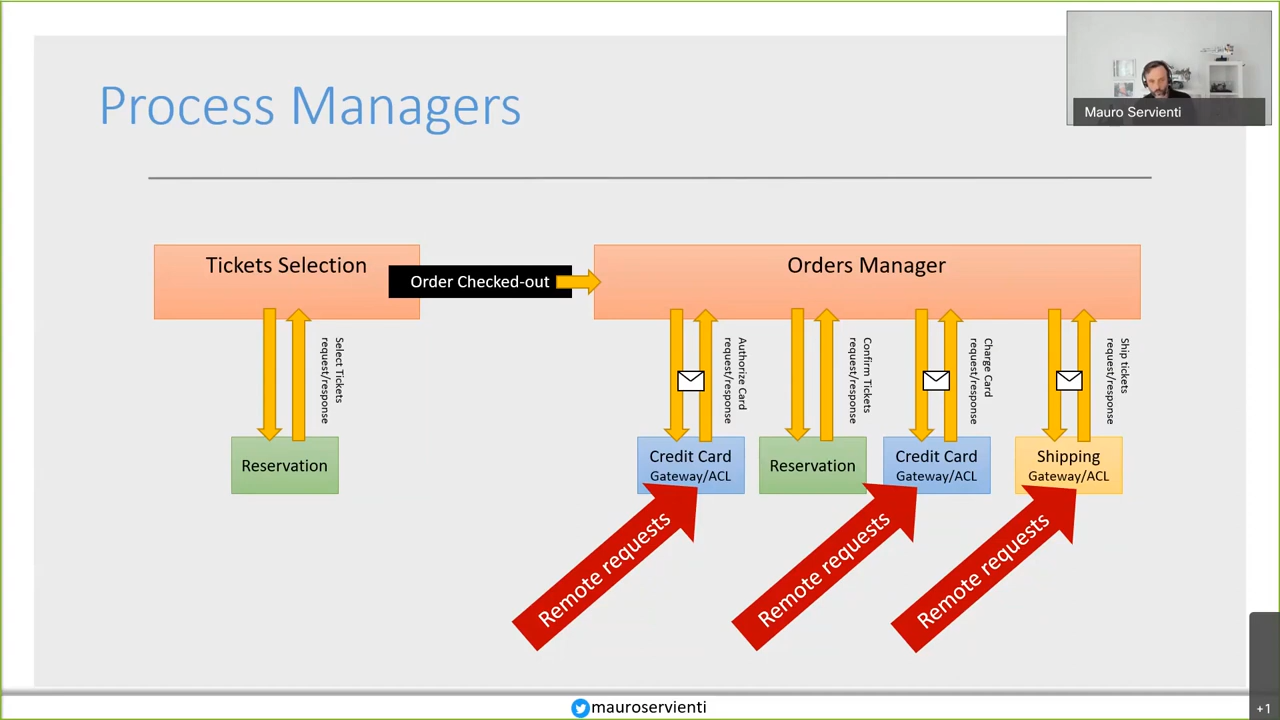 Process Managers
Mauro Servienti
Tickets Selection
Order Checked-out
Orders Manager
Select Tickets
request/response
Authorize Card
request/response
Confirm Tickets
request/response
Charge Card
request/response
Ship tickets
request/response
Reservation
Credit Card
Gateway/ACL
Reservation
Credit Card
Gateway/ACL
Shipping
Gateway/ACL
Remote requests
Remote requests
Remote requests
mauroservienti
+1